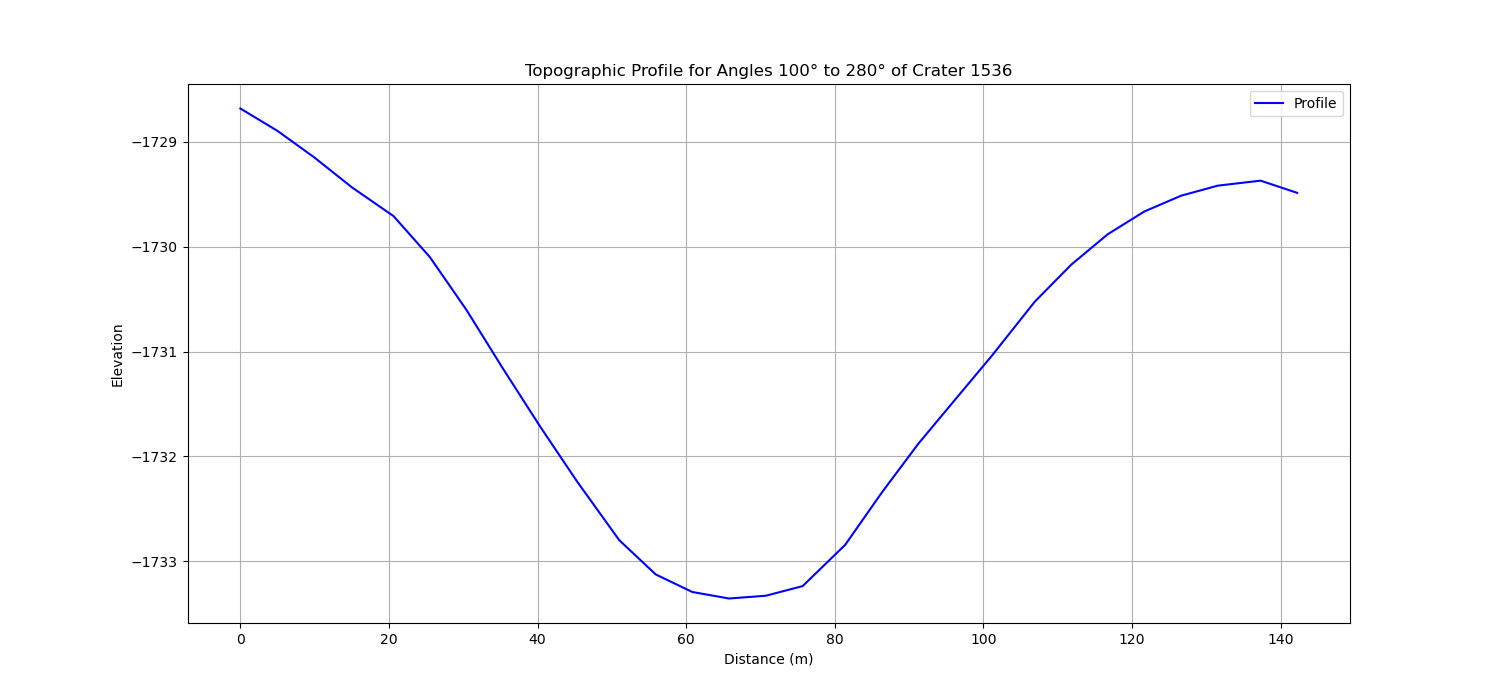 Topographic Profile for Angles 100° to 280° of Crater 1536
Profile
Elevation
−1729
−1730
−1731
−1732
−1733
0 20 40 60 80 100 120 140
Distance (m)